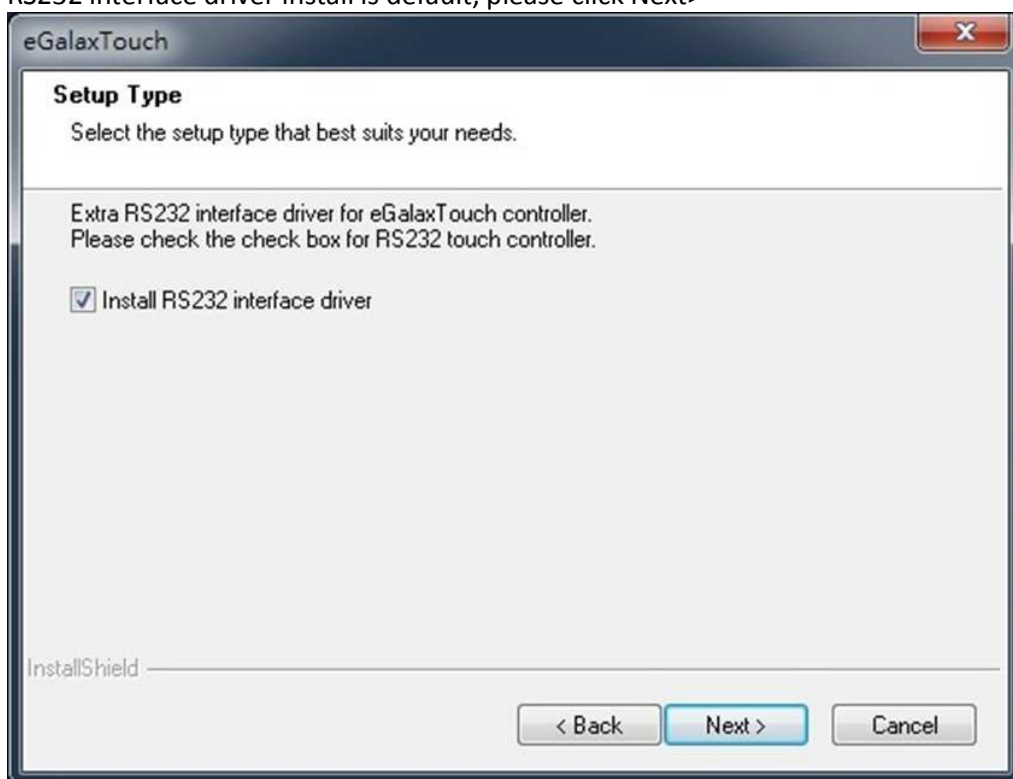 RS232 interface driver install is default, please click Next>
eGalaxTouch
Setup Type
Select the setup type that best suits your needs.
Extra RS232 interface driver for eGalaxTouch controller.
Please check the check box for RS232 touch controller.
Install RS232 interface driver
InstallShield
< Back Next > Cancel